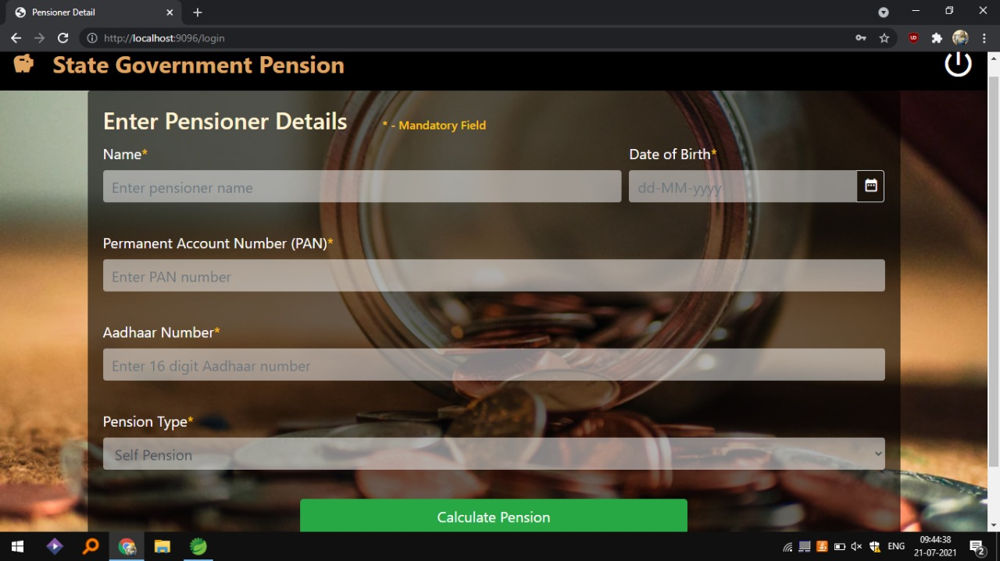 Pensioner Detail
http://localhost:9096/login
State Government Pension
Enter Pensioner Details
* - Mandatory Field
Name*
Date of Birth*
Enter pensioner name
dd-MM-yyyy
Permanent Account Number (PAN)*
Enter PAN number
Aadhaar Number*
Enter 16 digit Aadhaar number
Pension Type*
Self Pension
Calculate Pension
ENG
09:44:38
21-07-2021
2